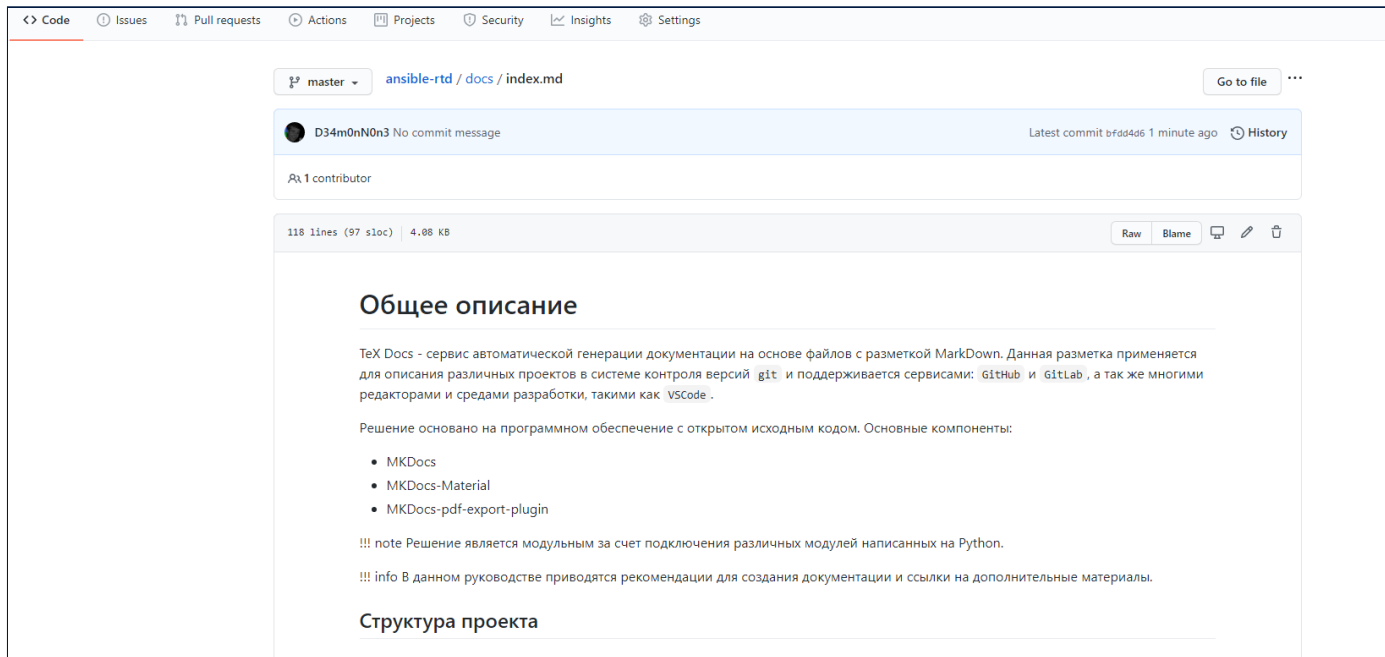 Code Issues Pull requests Actions Projects Security Insights Settings
master ansible-rtd / docs / index.md Go to file ...
D34m0nN0n3 No commit message Latest commit bfdd4d6 1 minute ago History
1 contributor
118 lines (97 sloc) 4.08 KB Raw Blame
Общее описание
TeX Docs - сервис автоматической генерации документации на основе файлов с разметкой MarkDown. Данная разметка применяется
для описания различных проектов в системе контроля версий git и поддерживается сервисами: GitHub и GitLab, а так же многими
редакторами и средами разработки, такими как VSCode.
Решение основано на программном обеспечение с открытом исходным кодом. Основные компоненты:
• MKDocs
• MKDocs-Material
• MKDocs-pdf-export-plugin
!!! note Решение является модульным за счет подключения различных модулей написанных на Python.
!!! info В данном руководстве приводятся рекомендации для создания документации и ссылки на дополнительные материалы.
Структура проекта